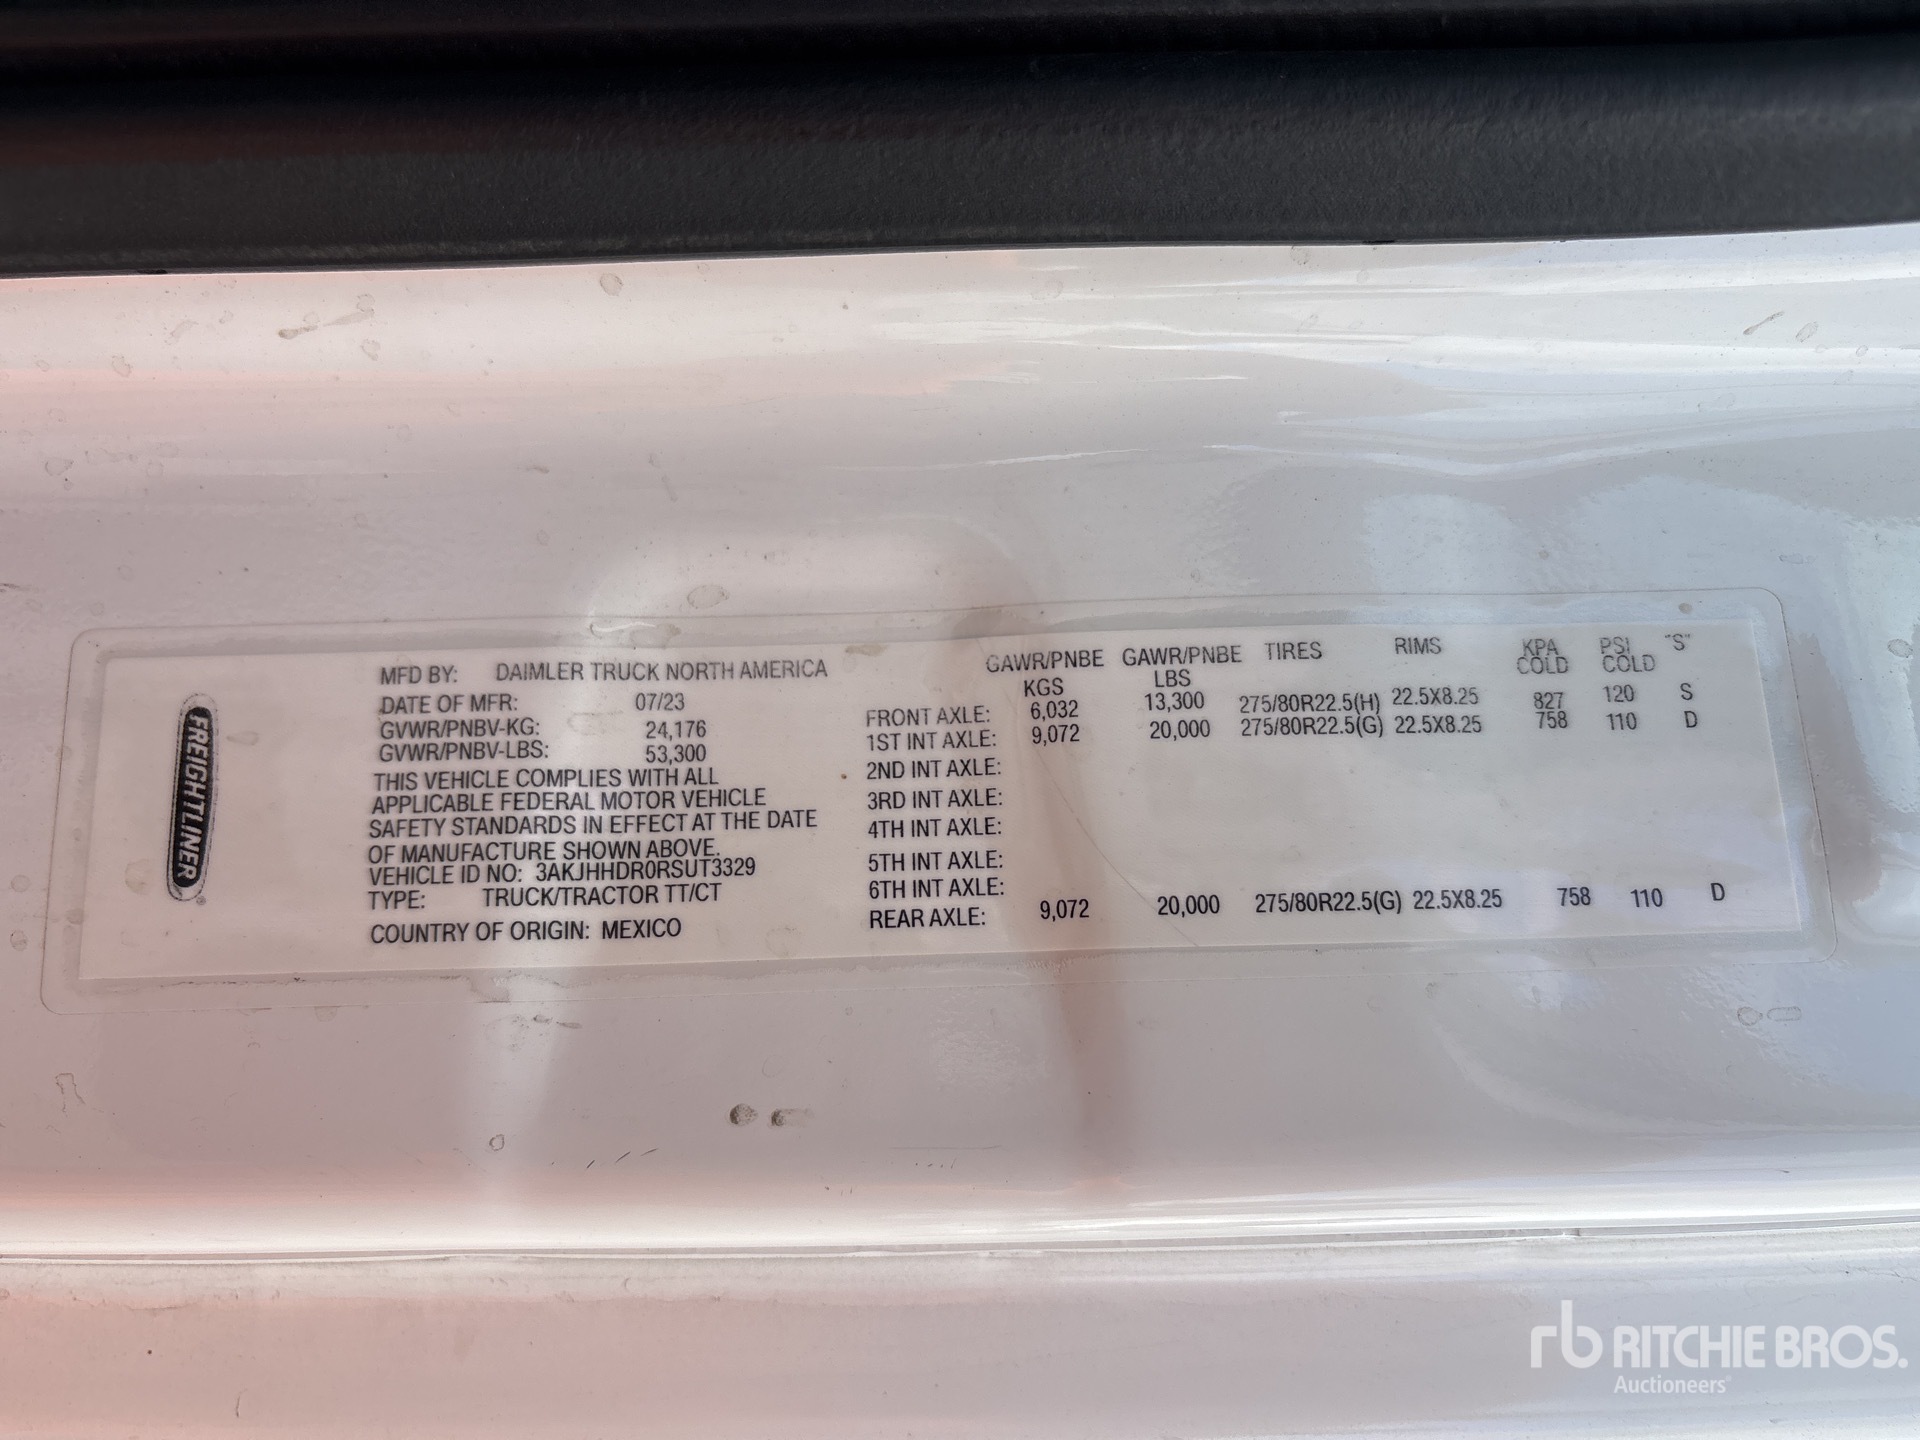 FREIGHTLINER
MFD BY: DAIMLER TRUCK NORTH AMERICA
DATE OF MFR: 07/23
GVWR/PNBV-KG: 24,176
GVWR/PNBV-LBS: 53,300
THIS VEHICLE COMPLIES WITH ALL
APPLICABLE FEDERAL MOTOR VEHICLE
SAFETY STANDARDS IN EFFECT AT THE DATE
OF MANUFACTURE SHOWN ABOVE.
VEHICLE ID NO: 3AKJHHDR0RSUT3329
TYPE: TRUCK/TRACTOR TT/CT
COUNTRY OF ORIGIN: MEXICO
GAWR/PNBE GAWR/PNBE TIRES RIMS KPA PSI "S"
KGS LBS COLD COLD
FRONT AXLE: 6,032 13,300 275/80R22.5(H) 22.5X8.25 827 120 S
1ST INT AXLE: 9,072 20,000 275/80R22.5(G) 22.5X8.25 758 110 D
2ND INT AXLE:
3RD INT AXLE:
4TH INT AXLE:
5TH INT AXLE:
6TH INT AXLE:
REAR AXLE: 9,072 20,000 275/80R22.5(G) 22.5X8.25 758 110 D
rb RITCHIE BROS.
Auctioneers